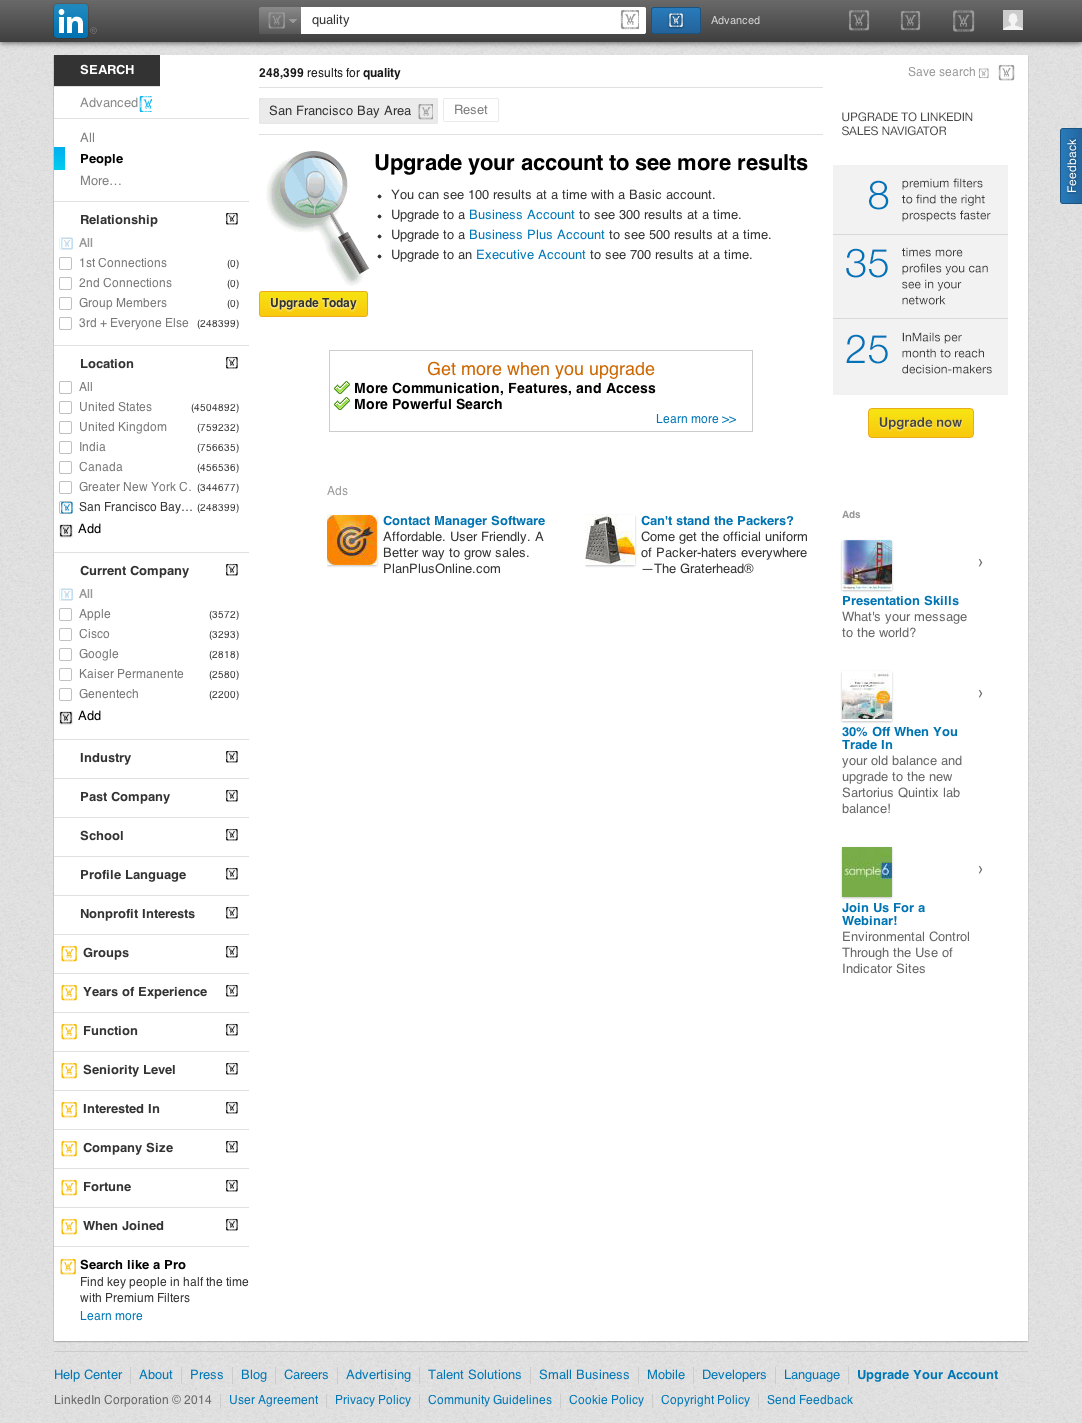 in
quality
Advanced
SEARCH
Advanced
All
People
More...
Relationship
All
1st Connections (0)
2nd Connections (0)
Group Members (0)
3rd + Everyone Else (248399)
Location
All
United States (4504892)
United Kingdom (759232)
India (756635)
Canada (456536)
Greater New York C. (344677)
San Francisco Bay... (248399)
Add
Current Company
All
Apple (3572)
Cisco (3293)
Google (2818)
Kaiser Permanente (2580)
Genentech (2200)
Add
Industry
Past Company
School
Profile Language
Nonprofit Interests
Groups
Years of Experience
Function
Seniority Level
Interested In
Company Size
Fortune
When Joined
Search like a Pro
Find key people in half the time
with Premium Filters
Learn more
248,399 results for quality
San Francisco Bay Area
Reset
Upgrade your account to see more results
• You can see 100 results at a time with a Basic account.
• Upgrade to a Business Account to see 300 results at a time.
• Upgrade to a Business Plus Account to see 500 results at a time.
• Upgrade to an Executive Account to see 700 results at a time.
Upgrade Today
Get more when you upgrade
More Communication, Features, and Access
More Powerful Search
Learn more >>
Ads
Contact Manager Software
Affordable. User Friendly. A
Better way to grow sales.
PlanPlusOnline.com
Can't stand the Packers?
Come get the official uniform
of Packer-haters everywhere
—The Graterhead®
Save search
UPGRADE TO LINKEDIN
SALES NAVIGATOR
8 premium filters
to find the right
prospects faster
35 times more
profiles you can
see in your
network
25 InMails per
month to reach
decision-makers
Upgrade now
Ads
Presentation Skills
What's your message
to the world?
30% Off When You
Trade In
your old balance and
upgrade to the new
Sartorius Quintix lab
balance!
sample6
Join Us For a
Webinar!
Environmental Control
Through the Use of
Indicator Sites
Feedback
Help Center About Press Blog Careers Advertising Talent Solutions Small Business Mobile Developers Language Upgrade Your Account
LinkedIn Corporation © 2014 User Agreement Privacy Policy Community Guidelines Cookie Policy Copyright Policy Send Feedback